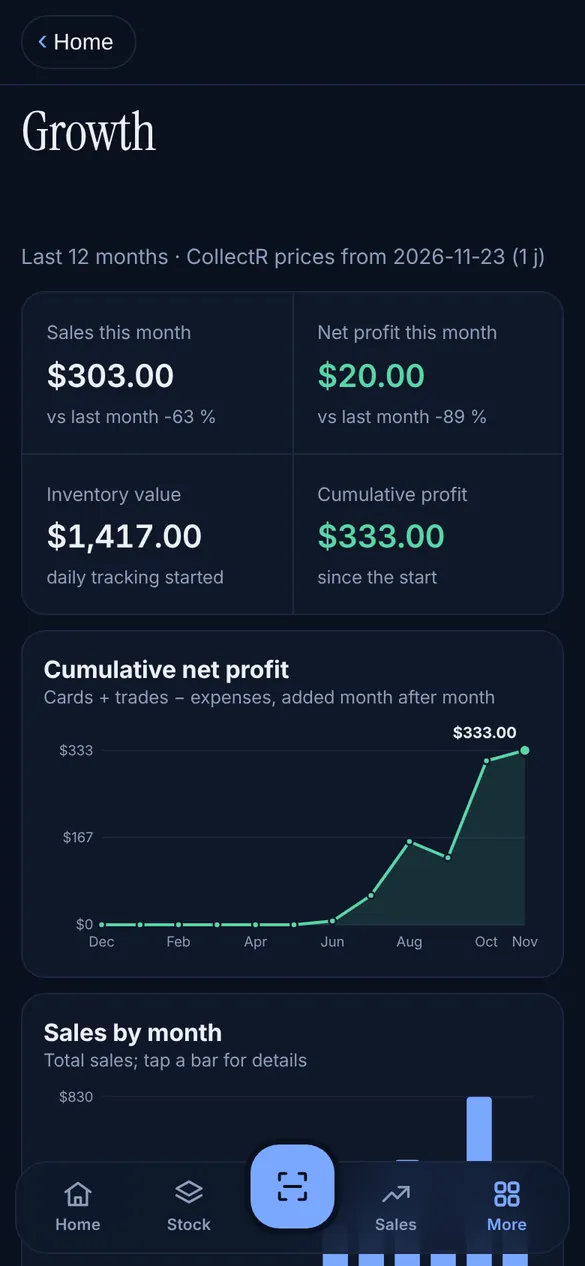 Home
Growth
Last 12 months · CollectR prices from 2026-11-23 (1 j)
Sales this month
$303.00
vs last month -63 %
Net profit this month
$20.00
vs last month -89 %
Inventory value
$1,417.00
daily tracking started
Cumulative profit
$333.00
since the start
Cumulative net profit
Cards + trades − expenses, added month after month
$333.00
$333
$167
$0
Dec Feb Apr Jun Aug Oct Nov
Sales by month
Total sales; tap a bar for details
$830
Home Stock Sales More